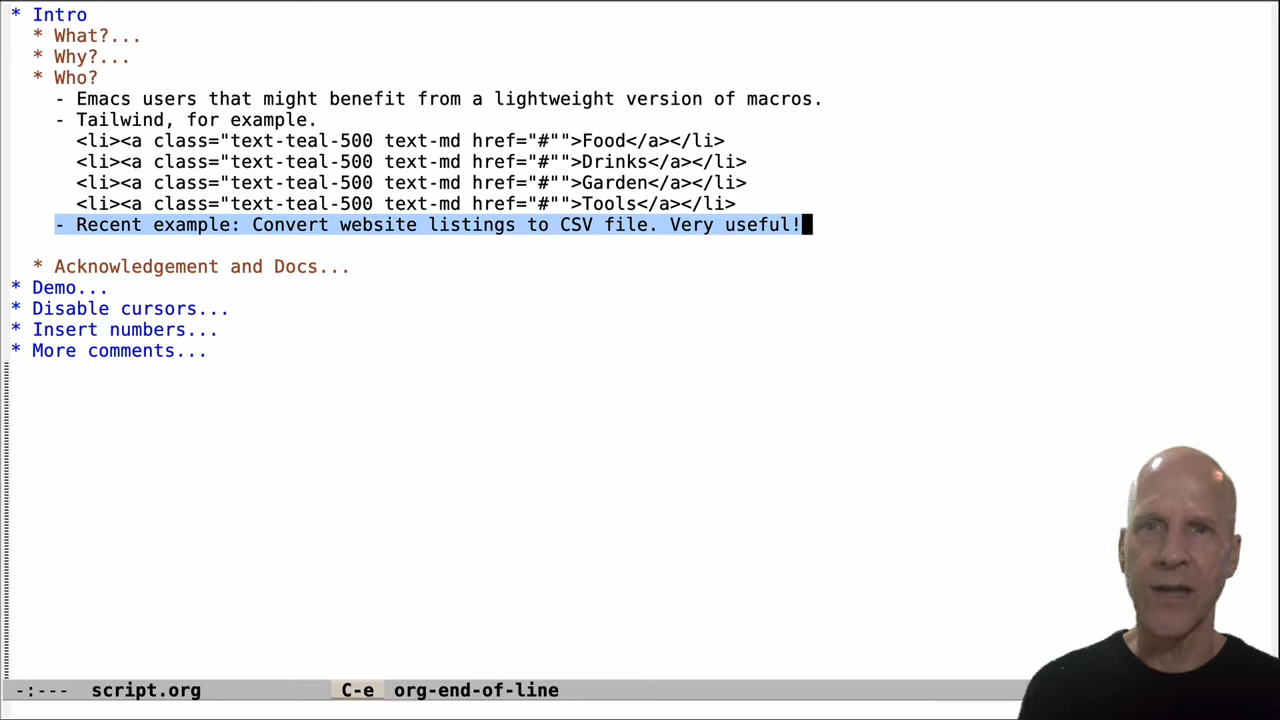 * Intro
* What?...
* Why?...
* Who?
- Emacs users that might benefit from a lightweight version of macros.
- Tailwind, for example.
<li><a class="text-teal-500 text-md href="#"">Food</a></li>
<li><a class="text-teal-500 text-md href="#"">Drinks</a></li>
<li><a class="text-teal-500 text-md href="#"">Garden</a></li>
<li><a class="text-teal-500 text-md href="#"">Tools</a></li>
- Recent example: Convert website listings to CSV file. Very useful!
* Acknowledgement and Docs...
* Demo...
* Disable cursors...
* Insert numbers...
* More comments...
-:--- script.org C-e org-end-of-line